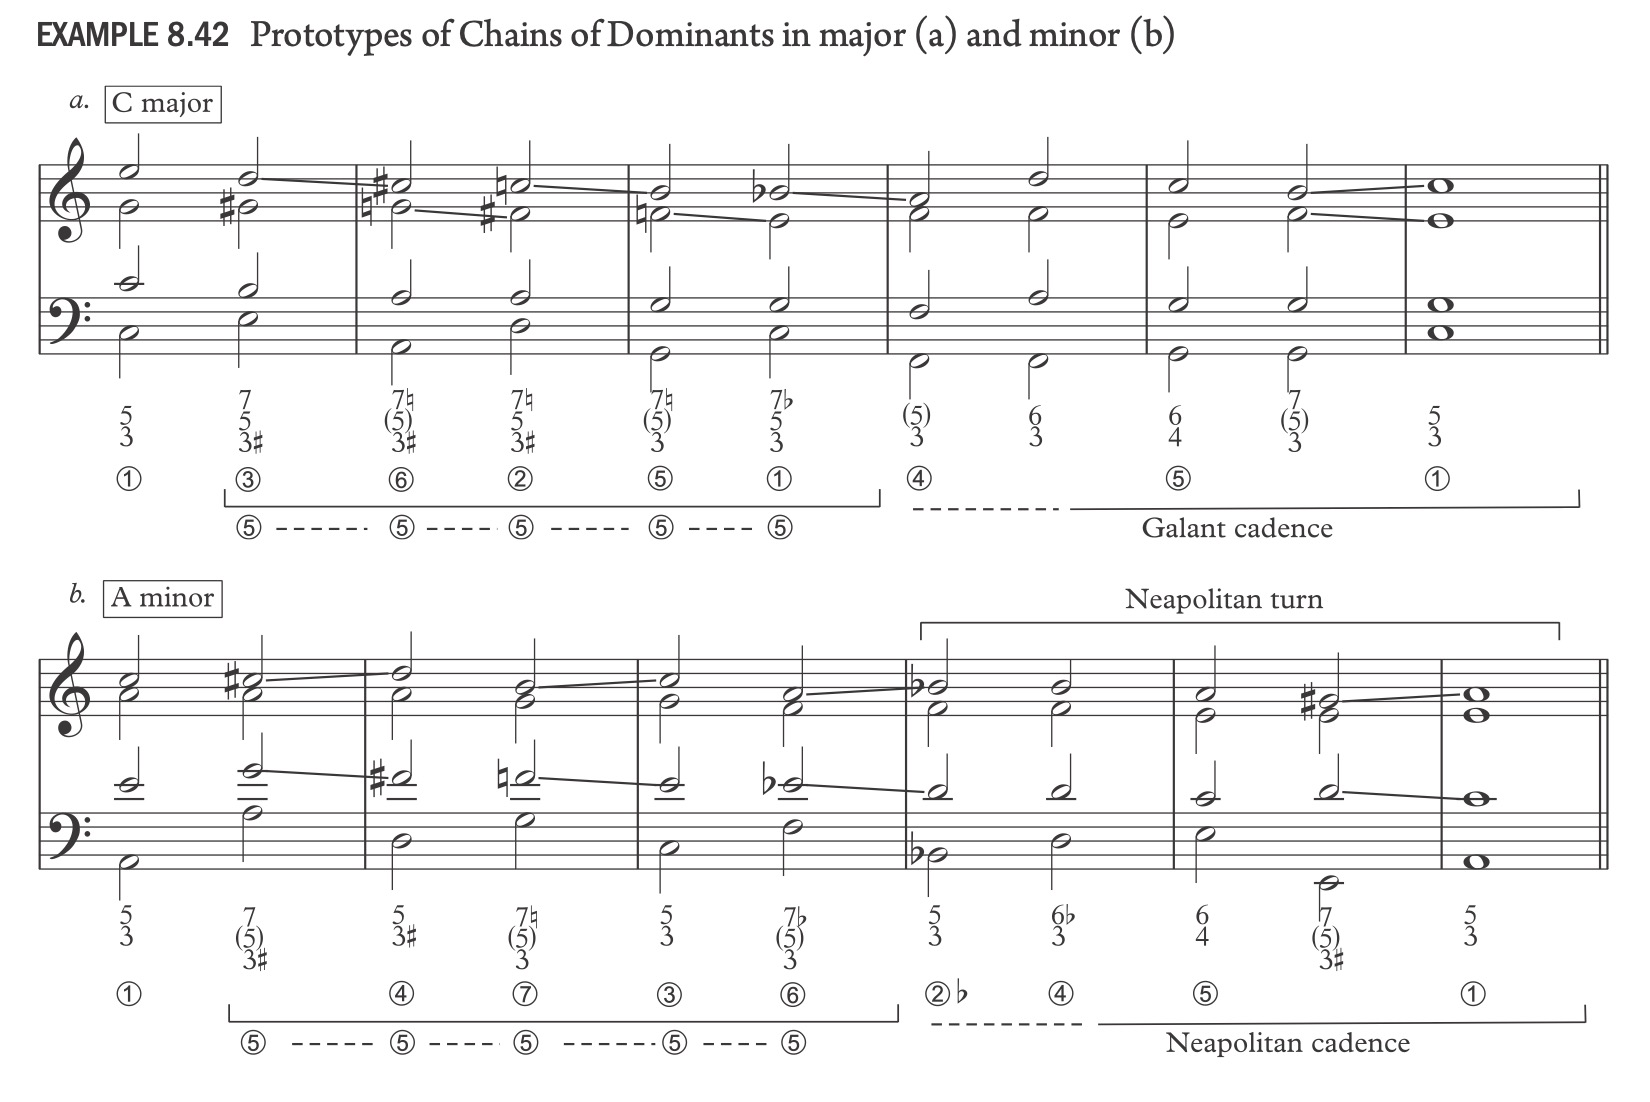 EXAMPLE 8.42 Prototypes of Chains of Dominants in major (a) and minor (b)
a. C major
5 7 7♮ 7♮ 7♮ 7♭ (5) 6 6 7 5
3 5 (5) 5 (5) 5 3 3 4 (5) 3
3♯ 3♯ 3♯ 3 3 3
① ③ ⑥ ② ⑤ ① ④ ⑤ ①
⑤ ⑤ ⑤ ⑤ ⑤ Galant cadence
b. A minor
Neapolitan turn
5 7 5 7♮ 5 7♭ 5 6♭ 6 7 5
3 (5) 3♯ (5) 3 (5) 3 3 4 (5) 3
3♯ 3 3 3♯
① ④ ⑦ ③ ⑥ ②♭ ④ ⑤ ①
⑤ ⑤ ⑤ ⑤ ⑤ Neapolitan cadence